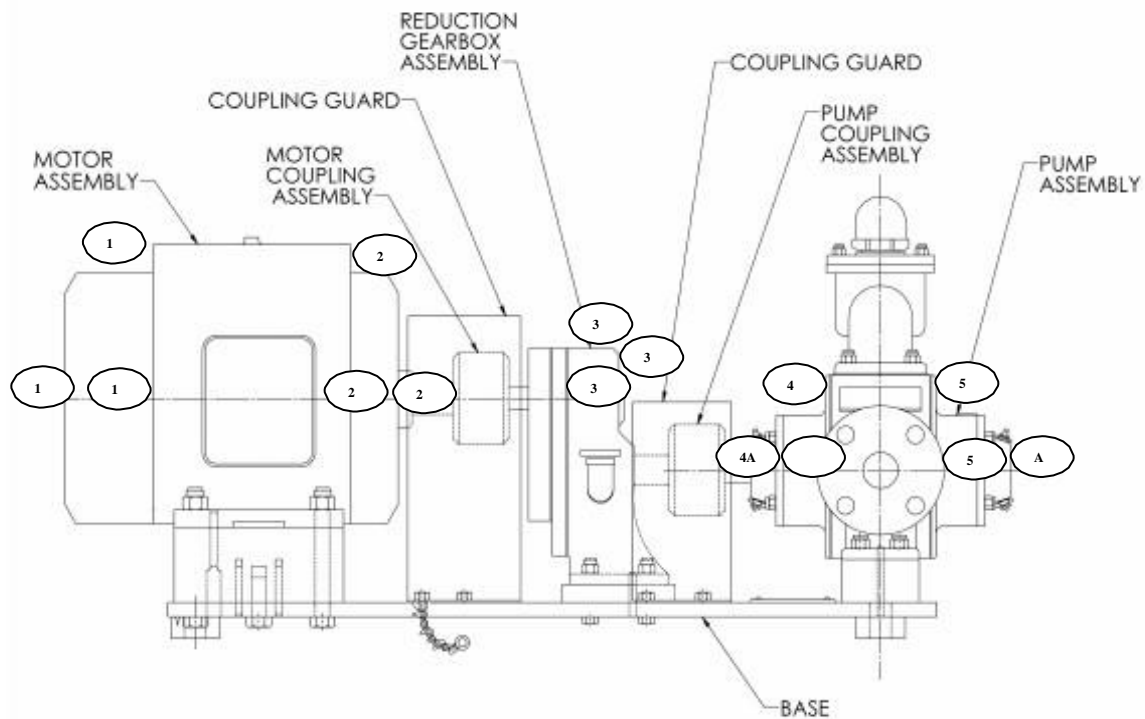 REDUCTION
GEARBOX
ASSEMBLY
COUPLING GUARD
COUPLING GUARD
PUMP
COUPLING
ASSEMBLY
MOTOR
ASSEMBLY
MOTOR
COUPLING
ASSEMBLY
PUMP
ASSEMBLY
1
2
3
3
1
1
2
2
3
4
5
4A
5
A
BASE